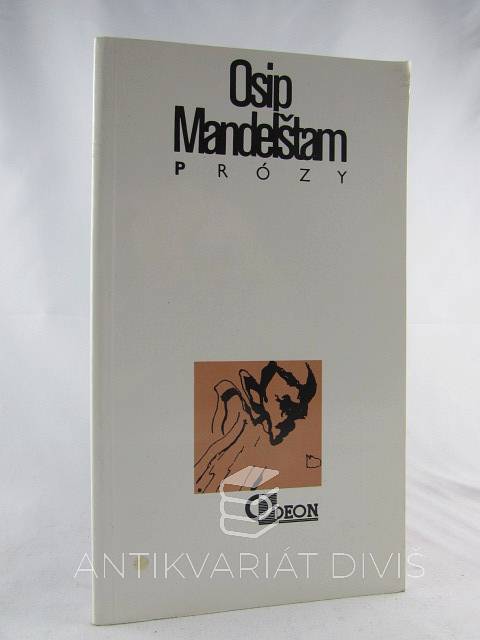 Osip
Mandelštam
PRÓZY
ODEON
ANTIKVARIÁT DIVIŠ